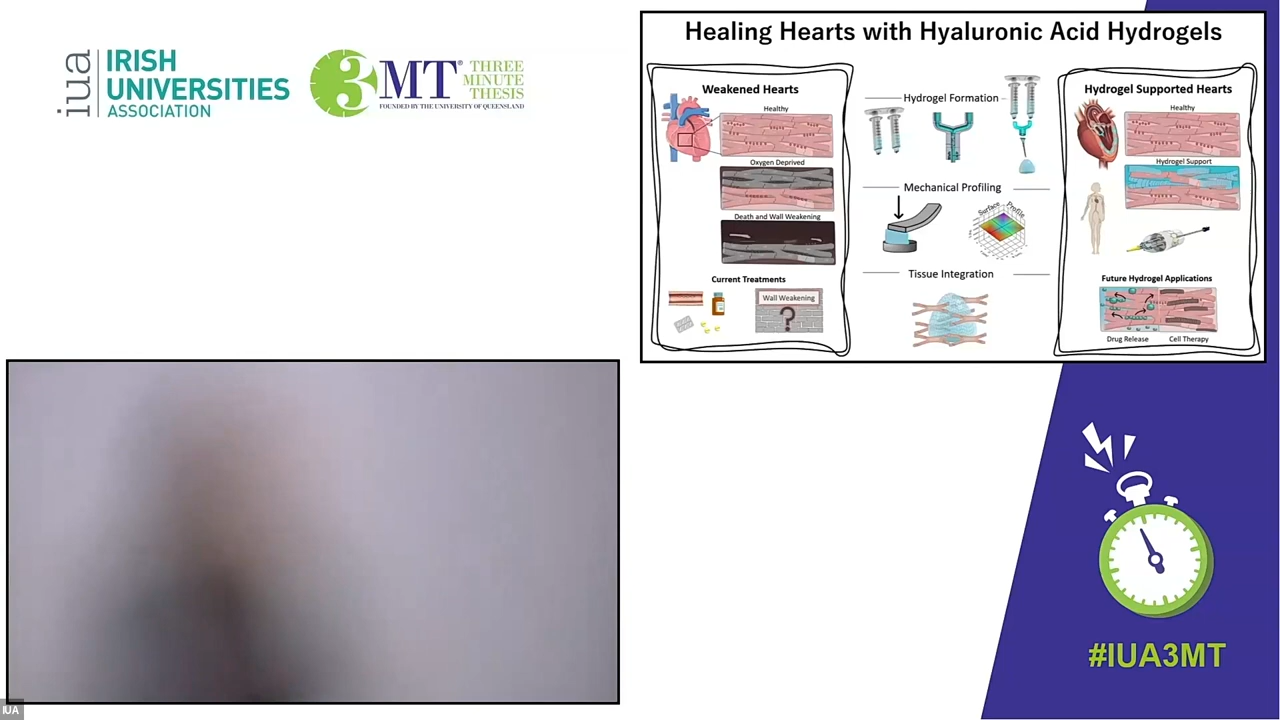 iua
IRISH
UNIVERSITIES
ASSOCIATION
3MT® THREE
MINUTE
THESIS
FOUNDED BY THE UNIVERSITY OF QUEENSLAND
Healing Hearts with Hyaluronic Acid Hydrogels
Weakened Hearts
Healthy
Oxygen Deprived
Death and Wall Weakening
Current Treatments
Wall Weakening
?
Hydrogel Formation
Mechanical Profiling
Surface Profile
Tissue Integration
Hydrogel Supported Hearts
Healthy
Hydrogel Support
Future Hydrogel Applications
Drug Release Cell Therapy
#IUA3MT
IUA